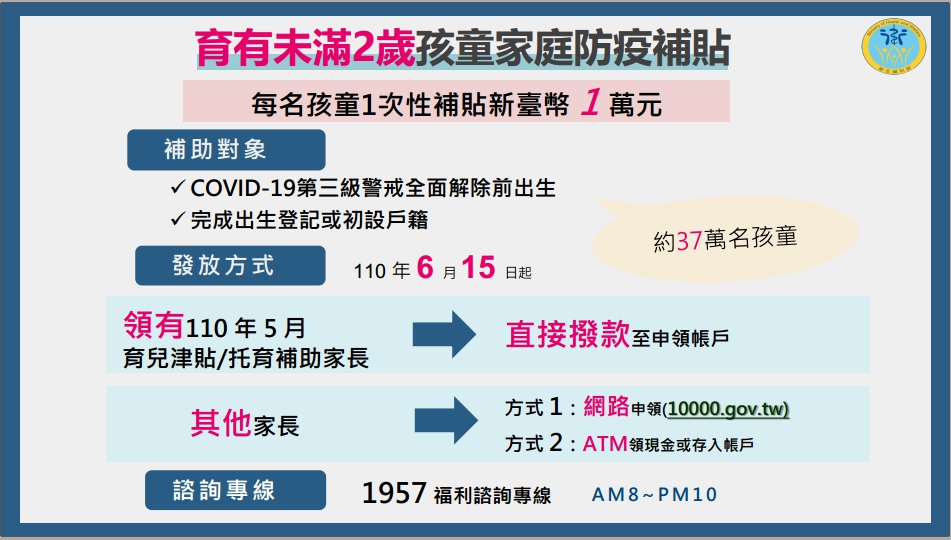 育有未滿2歲孩童家庭防疫補貼
每名孩童1次性補貼新臺幣 1 萬元
補助對象
✓COVID-19第三級警戒全面解除前出生
✓完成出生登記或初設戶籍
約37萬名孩童
發放方式
110 年 6 月 15 日起
領有110 年 5 月
育兒津貼/托育補助家長
直接撥款至申領帳戶
其他家長
方式 1：網路申領(10000.gov.tw)
方式 2：ATM領現金或存入帳戶
諮詢專線
1957 福利諮詢專線
AM8~PM10